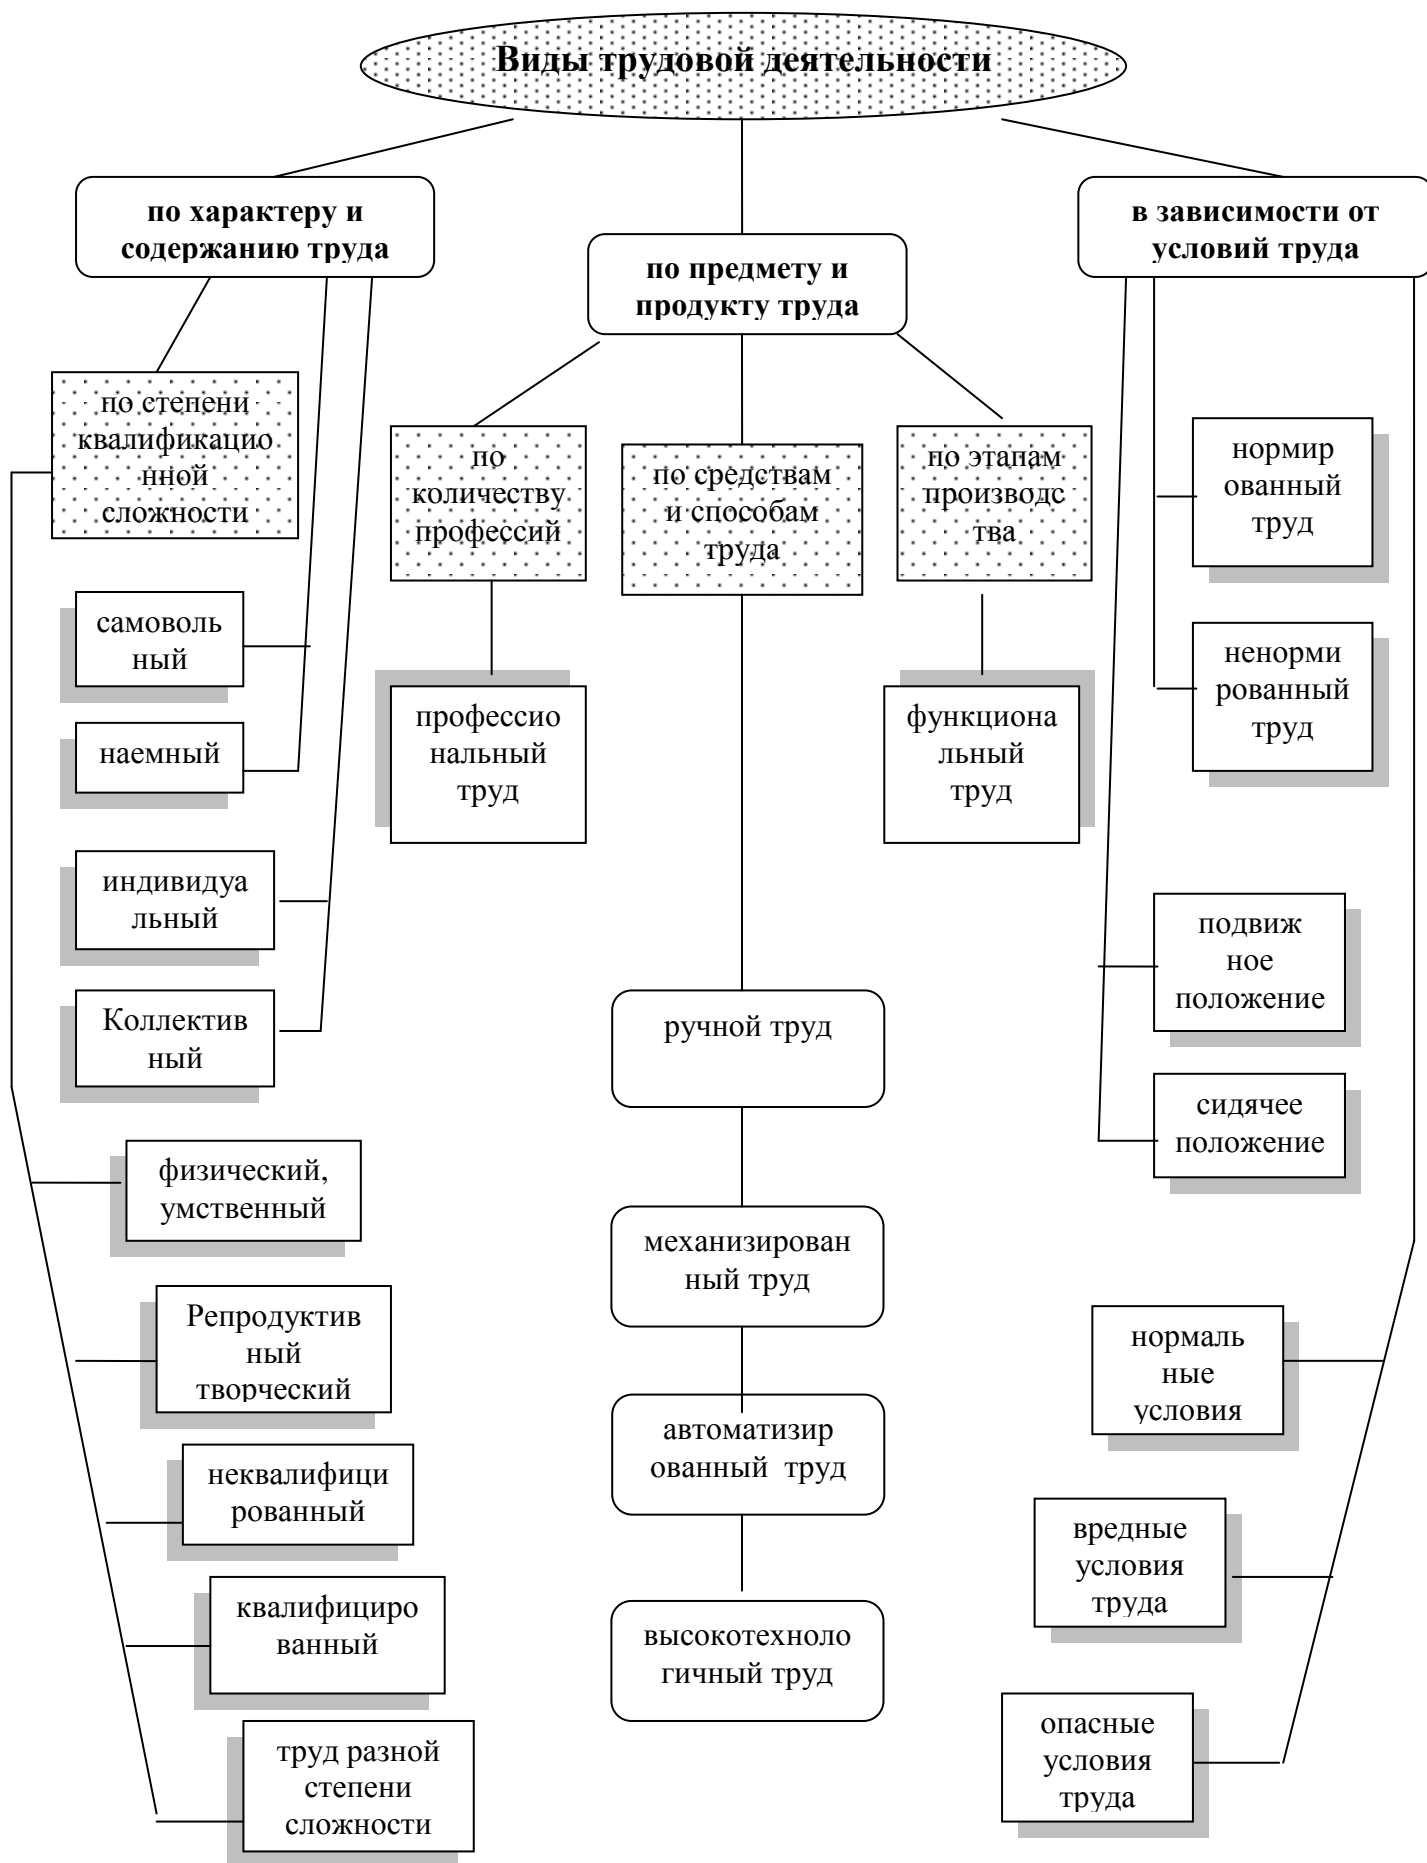 Виды трудовой деятельности
по характеру и
содержанию труда
по предмету и
продукту труда
в зависимости от
условий труда
по степени
квалификацио
нной
сложности
самоволь
ный
наемный
индивидуа
льный
Коллектив
ный
физический,
умственный
Репродуктив
ный
творческий
неквалифици
рованный
квалифициро
ванный
труд разной
степени
сложности
по
количеству
профессий
профессио
нальный
труд
по средствам
и способам
труда
ручной труд
механизирован
ный труд
автоматизир
ованный труд
высокотехноло
гичный труд
по этапам
производс
тва
функциона
льный
труд
нормир
ованный
труд
ненорми
рованный
труд
подвиж
ное
положение
сидячее
положение
нормаль
ные
условия
вредные
условия
труда
опасные
условия
труда